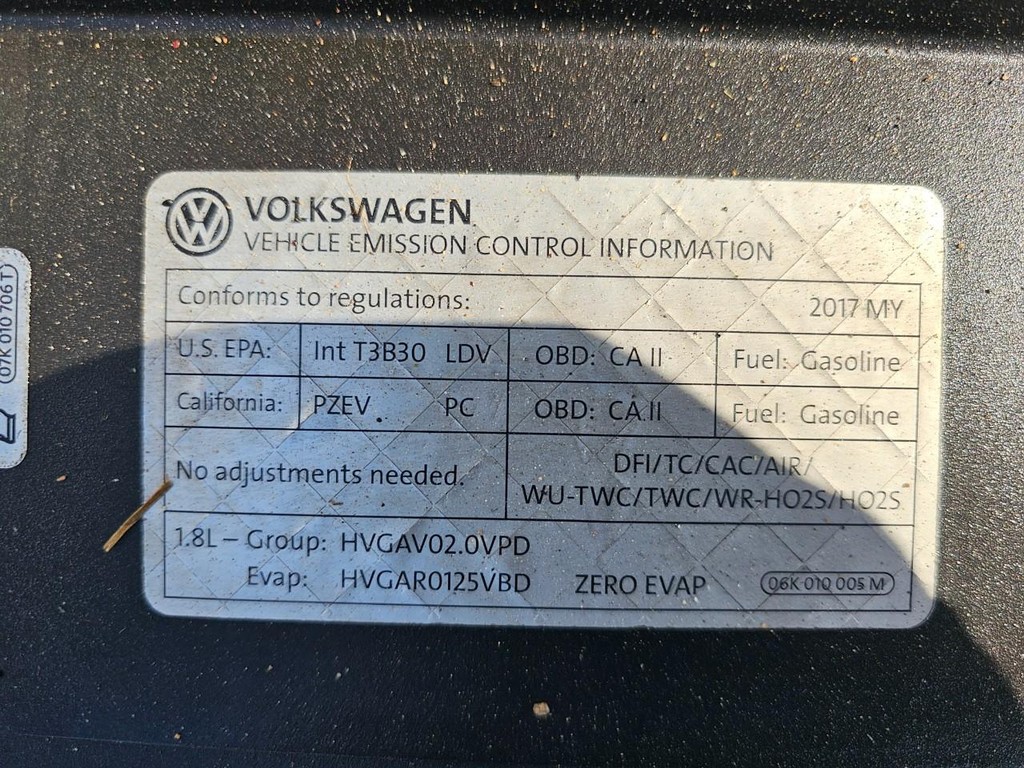 VOLKSWAGEN
VEHICLE EMISSION CONTROL INFORMATION
Conforms to regulations: 2017 MY
U.S. EPA: Int T3B30 LDV OBD: CA II Fuel: Gasoline
California: PZEV PC OBD: CA II Fuel: Gasoline
No adjustments needed.
DFI/TC/CAC/AIR/
WU-TWC/TWC/WR-HO2S/HO2S
1.8L – Group: HVGAV02.0VPD
Evap: HVGAR0125VBD ZERO EVAP 06K 010 005 M
07K 010 706 T